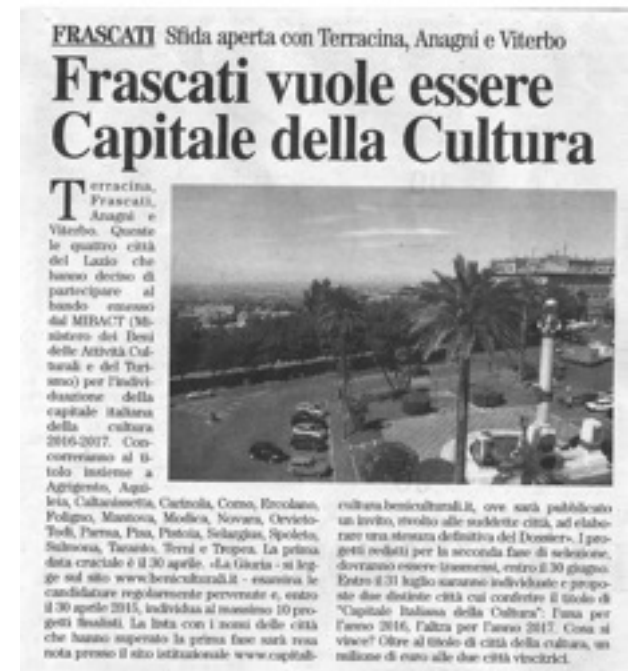 FRASCATI Sfida aperta con Terracina, Anagni e Viterbo
Frascati vuole essere
Capitale della Cultura
Terracina,
Frascati,
Anagni e
Viterbo. Queste
le quattro città
del Lazio che
hanno deciso di
partecipare al
bando emesso
dal MIBACT (Mi-
nistero dei Beni
delle Attività Cul-
turali e del Turi-
smo) per l'indivi-
duazione della
capitale italiana
della cultura
2016-2017. Con-
correranno al ti-
tolo insieme a
Agrigento, Aqui-
leia, Caltanissetta, Carinola, Como, Ercolano,
Foligno, Mantova, Modica, Novara, Orvieto-
Todi, Parma, Pisa, Pistoia, Selargius, Spoleto,
Sulmona, Taranto, Terni e Tropea. La prima
data cruciale è il 30 aprile. «La Giuria - si leg-
ge sul sito www.beniculturali.it - esamina le
candidature regolarmente pervenute e, entro
il 30 aprile 2015, individua al massimo 10 pro-
getti finalisti. La lista con i nomi delle città
che hanno superato la prima fase sarà resa
nota presso il sito istituzionale www.capitali-
cultura.beniculturali.it, ove sarà pubblicato
un invito, rivolto alle suddette città, ad elabo-
rare una stesura definitiva del Dossier». I pro-
getti redatti per la seconda fase di selezione,
dovranno essere trasmessi, entro il 30 giugno.
Entro il 31 luglio saranno individuate e propo-
ste due distinte città cui conferire il titolo di
"Capitale Italiana della Cultura": l'una per
l'anno 2016, l'altra per l'anno 2017. Cosa si
vince? Oltre al titolo di città della cultura, un
milione di euro alle due città vincitrici.